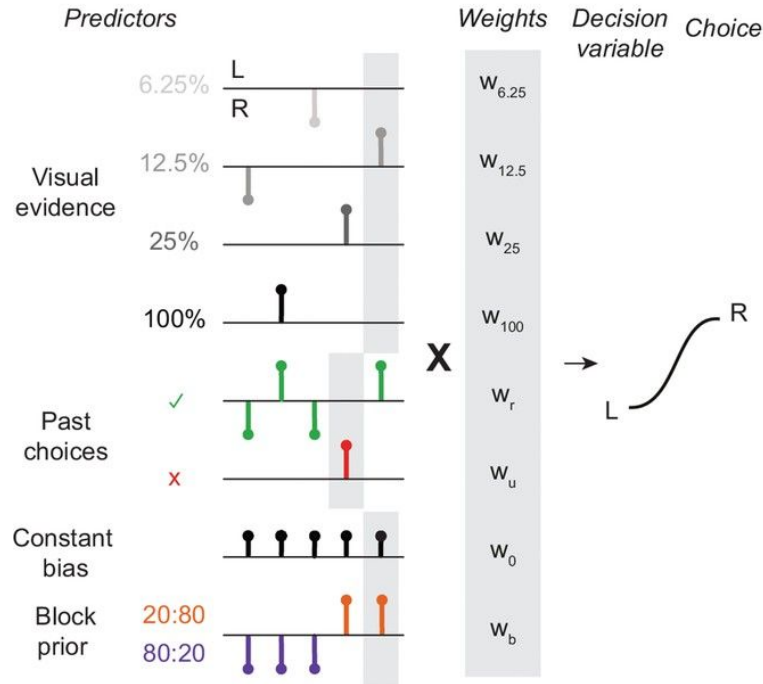 Predictors
Weights
Decision
variable
Choice
L
6.25%
R
w6.25
12.5%
w12.5
Visual
evidence
25%
w25
100%
w100
X
R
L
✓
wr
Past
choices
x
wu
Constant
bias
w0
Block
prior
20:80
80:20
wb